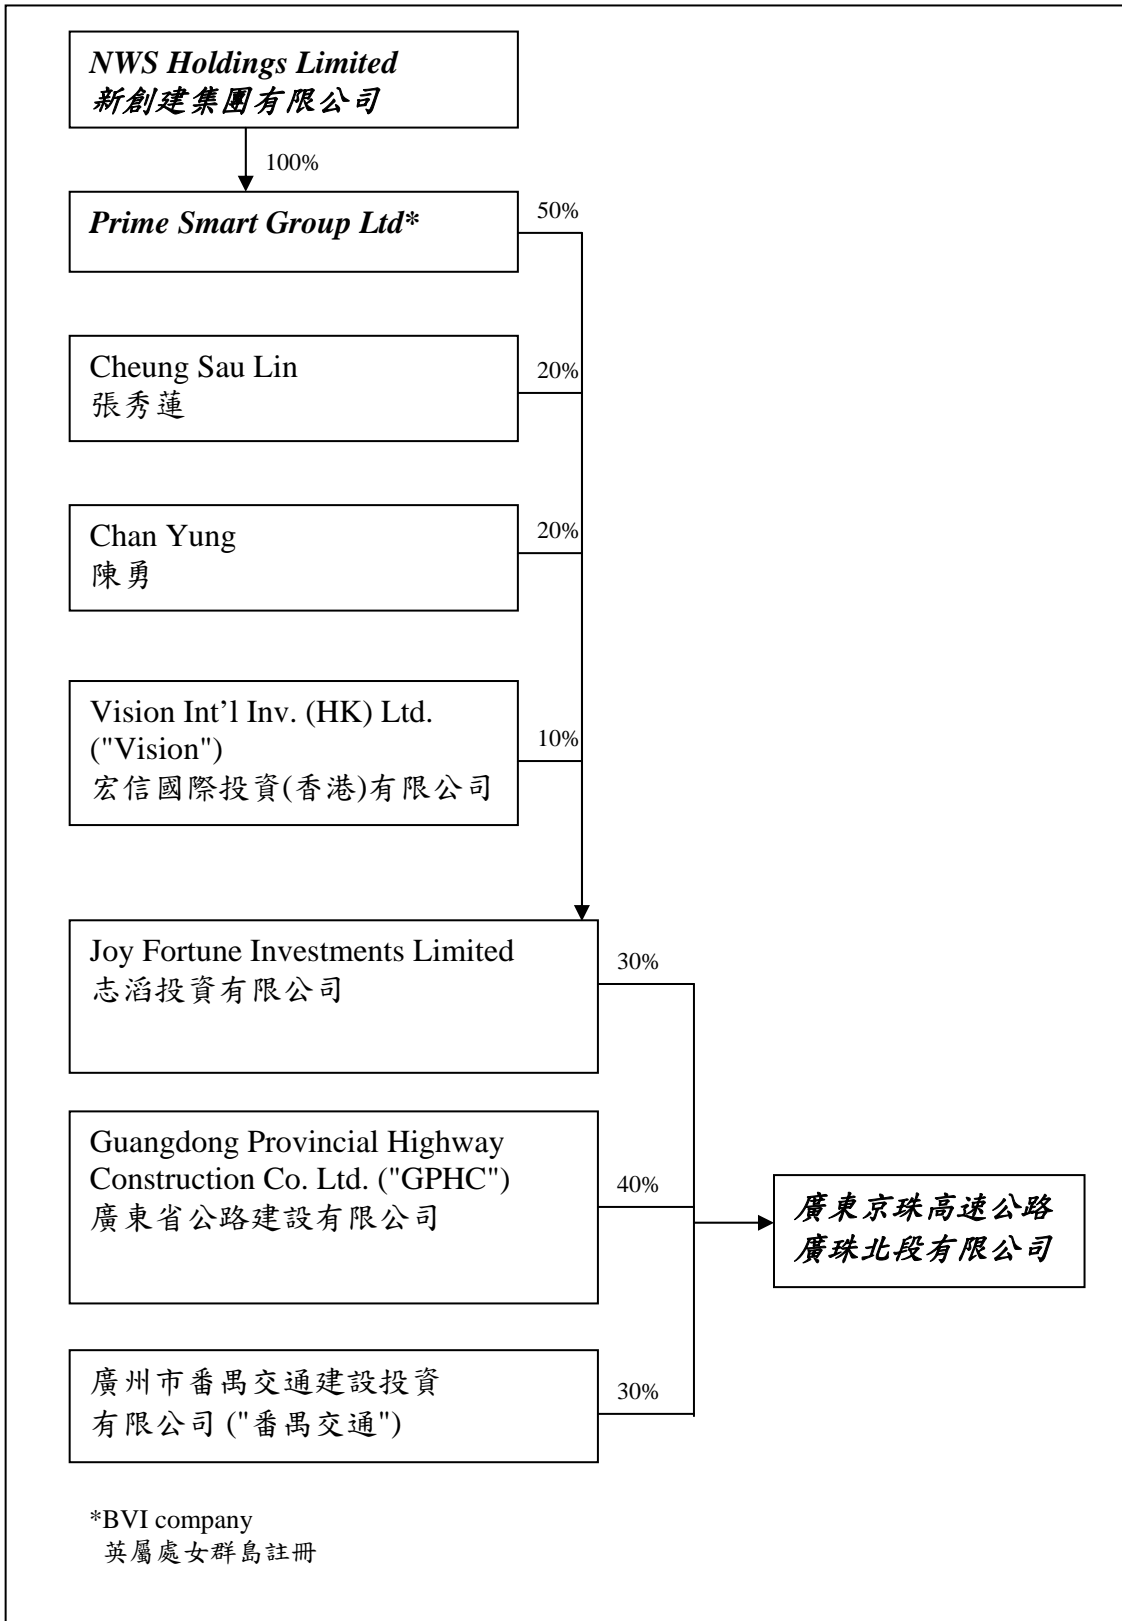 NWS Holdings Limited
新創建集團有限公司
100%
Prime Smart Group Ltd*
50%
Cheung Sau Lin
張秀蓮
20%
Chan Yung
陳勇
20%
Vision Int’l Inv. (HK) Ltd.
("Vision")
宏信國際投資(香港)有限公司
10%
Joy Fortune Investments Limited
志滔投資有限公司
30%
Guangdong Provincial Highway
Construction Co. Ltd. ("GPHC")
廣東省公路建設有限公司
40%
廣東京珠高速公路
廣珠北段有限公司
廣州市番禺交通建設投資
有限公司 ("番禺交通")
30%
*BVI company
英屬處女群島註冊